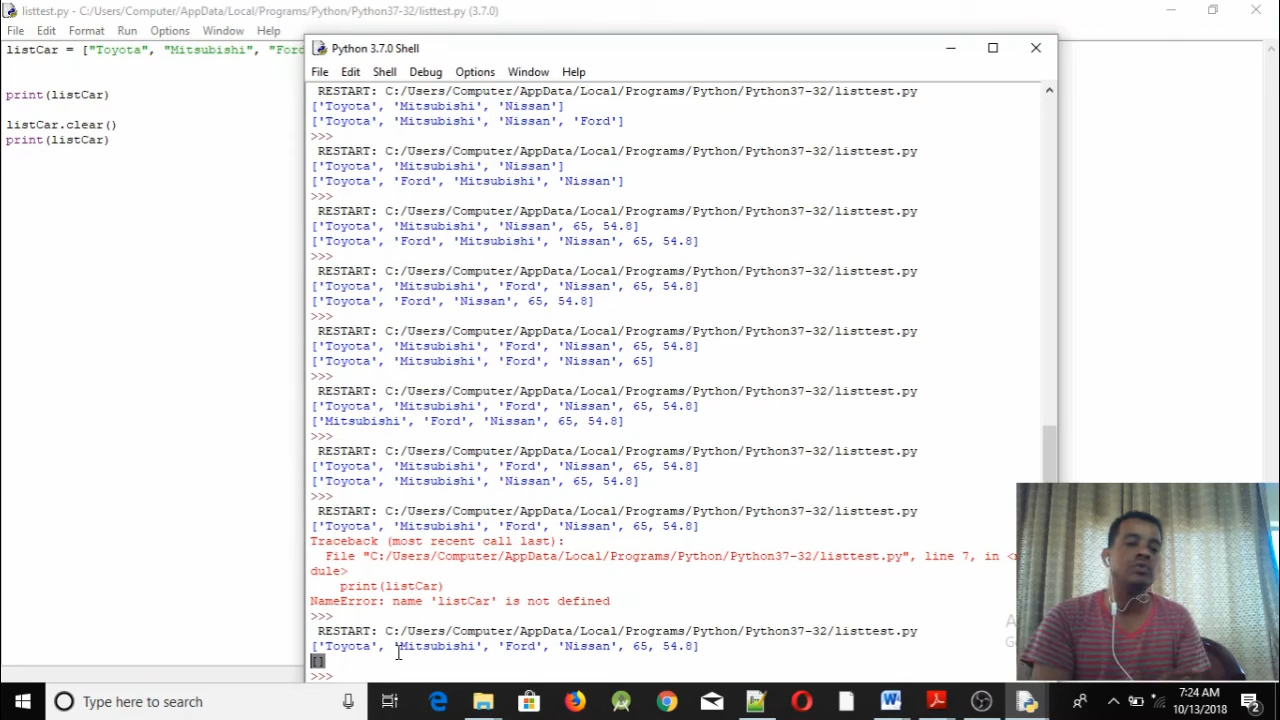 listtest.py - C:/Users/Computer/AppData/Local/Programs/Python/Python37-32/listtest.py (3.7.0)
File Edit Format Run Options Window Help
listCar = ["Toyota", "Mitsubishi", "Ford
print(listCar)
listCar.clear()
print(listCar)
Python 3.7.0 Shell
File Edit Shell Debug Options Window Help
RESTART: C:/Users/Computer/AppData/Local/Programs/Python/Python37-32/listtest.py
['Toyota', 'Mitsubishi', 'Nissan']
['Toyota', 'Mitsubishi', 'Nissan', 'Ford']
>>>
RESTART: C:/Users/Computer/AppData/Local/Programs/Python/Python37-32/listtest.py
['Toyota', 'Mitsubishi', 'Nissan']
['Toyota', 'Ford', 'Mitsubishi', 'Nissan']
>>>
RESTART: C:/Users/Computer/AppData/Local/Programs/Python/Python37-32/listtest.py
['Toyota', 'Mitsubishi', 'Nissan', 65, 54.8]
['Toyota', 'Ford', 'Mitsubishi', 'Nissan', 65, 54.8]
>>>
RESTART: C:/Users/Computer/AppData/Local/Programs/Python/Python37-32/listtest.py
['Toyota', 'Mitsubishi', 'Ford', 'Nissan', 65, 54.8]
['Toyota', 'Ford', 'Nissan', 65, 54.8]
>>>
RESTART: C:/Users/Computer/AppData/Local/Programs/Python/Python37-32/listtest.py
['Toyota', 'Mitsubishi', 'Ford', 'Nissan', 65, 54.8]
['Toyota', 'Mitsubishi', 'Ford', 'Nissan', 65]
>>>
RESTART: C:/Users/Computer/AppData/Local/Programs/Python/Python37-32/listtest.py
['Toyota', 'Mitsubishi', 'Ford', 'Nissan', 65, 54.8]
['Mitsubishi', 'Ford', 'Nissan', 65, 54.8]
>>>
RESTART: C:/Users/Computer/AppData/Local/Programs/Python/Python37-32/listtest.py
['Toyota', 'Mitsubishi', 'Ford', 'Nissan', 65, 54.8]
['Toyota', 'Mitsubishi', 'Nissan', 65, 54.8]
>>>
RESTART: C:/Users/Computer/AppData/Local/Programs/Python/Python37-32/listtest.py
['Toyota', 'Mitsubishi', 'Ford', 'Nissan', 65, 54.8]
Traceback (most recent call last):
File "C:/Users/Computer/AppData/Local/Programs/Python/Python37-32/listtest.py", line 7, in <
dule>
print(listCar)
NameError: name 'listCar' is not defined
>>>
RESTART: C:/Users/Computer/AppData/Local/Programs/Python/Python37-32/listtest.py
['Toyota', 'Mitsubishi', 'Ford', 'Nissan', 65, 54.8]
[]
>>>
Type here to search
7:24 AM
10/13/2018
2